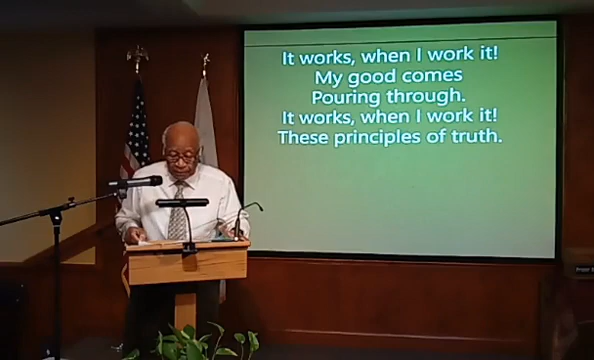 It works, when I work it!
My good comes
Pouring through.
It works, when I work it!
These principles of truth.